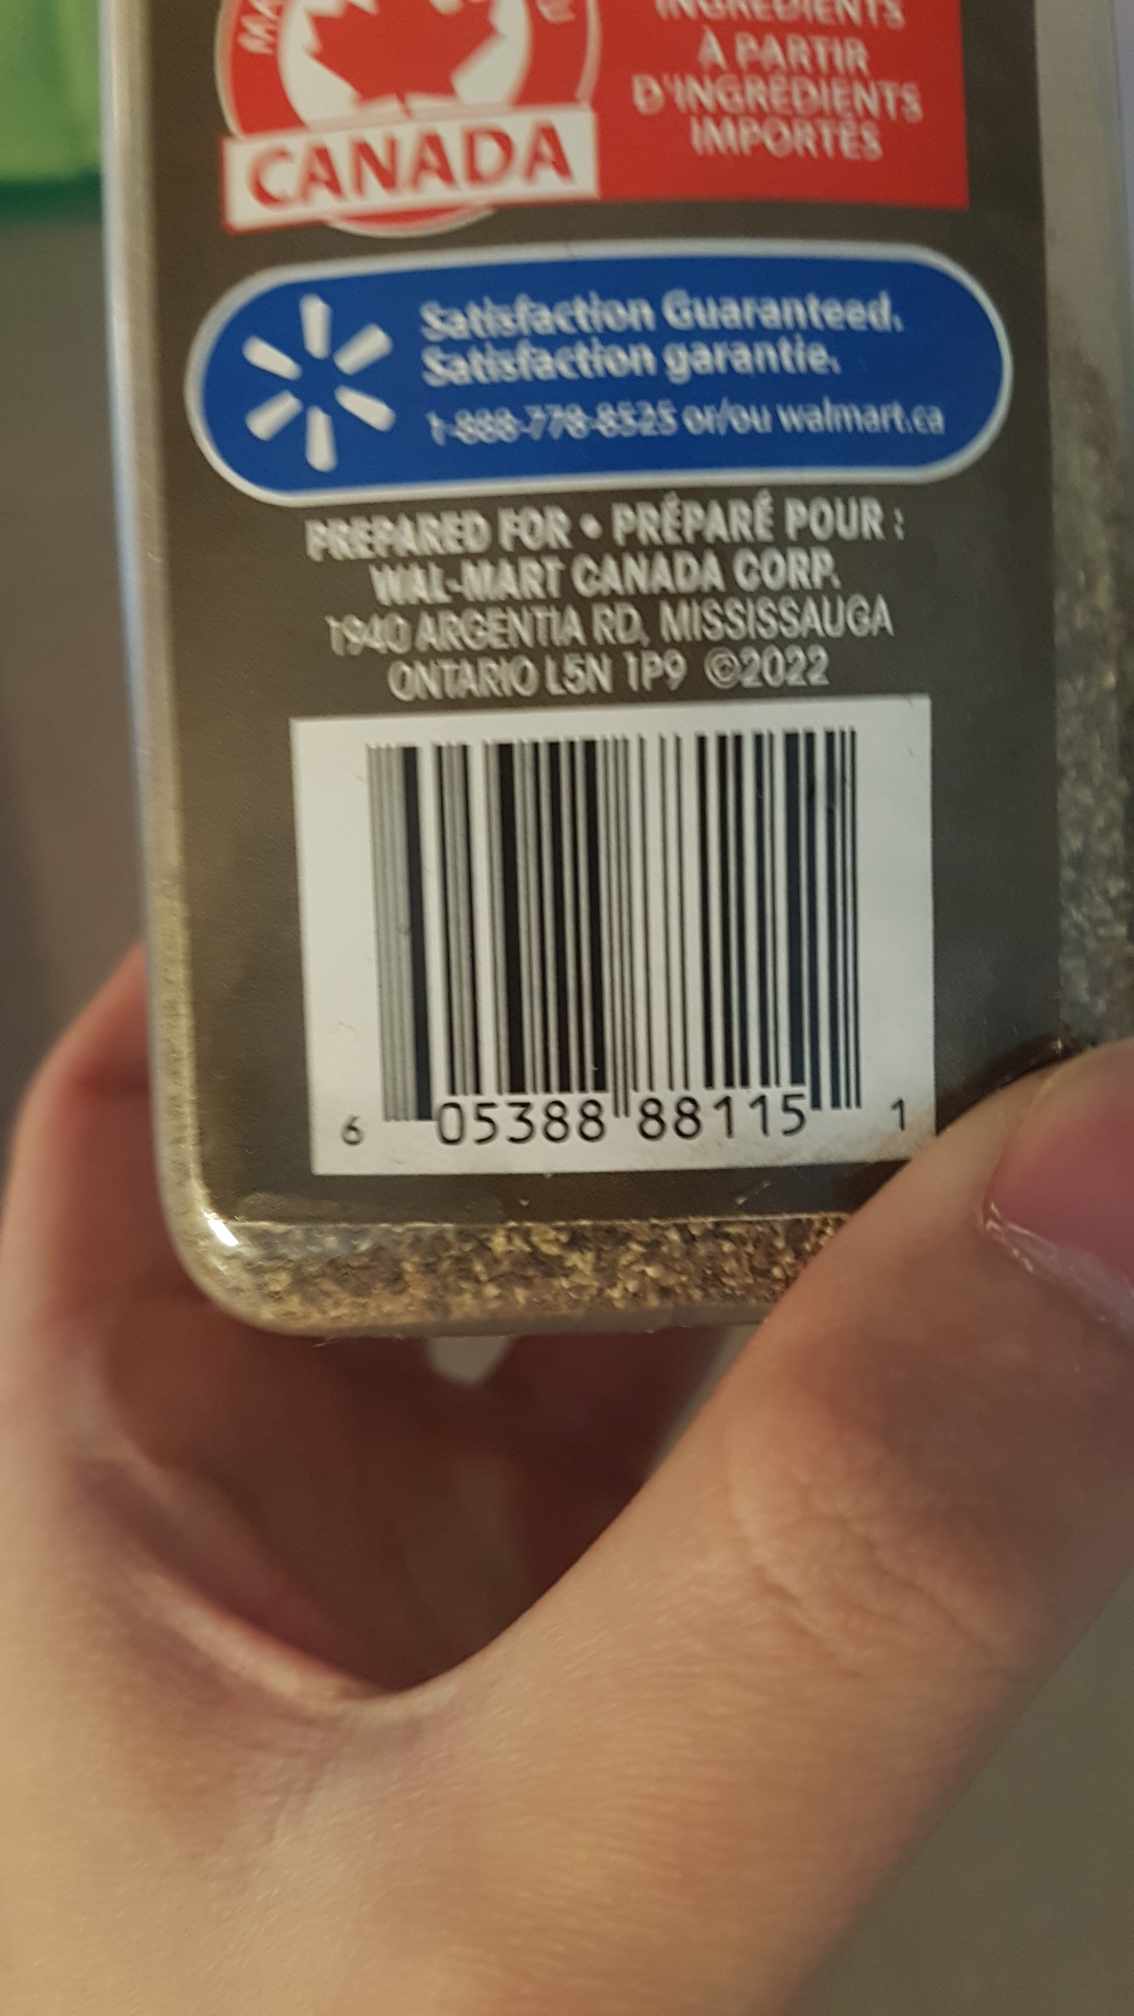 INGRÉDIENTS
À PARTIR
D'INGRÉDIENTS
IMPORTÉS
CANADA
Satisfaction Guaranteed.
Satisfaction garantie.
1-888-778-8525 or/ou walmart.ca
PREPARED FOR • PRÉPARÉ POUR :
WAL-MART CANADA CORP.
1940 ARGENTIA RD, MISSISSAUGA
ONTARIO L5N 1P9 ©2022
6 05388 88115 1